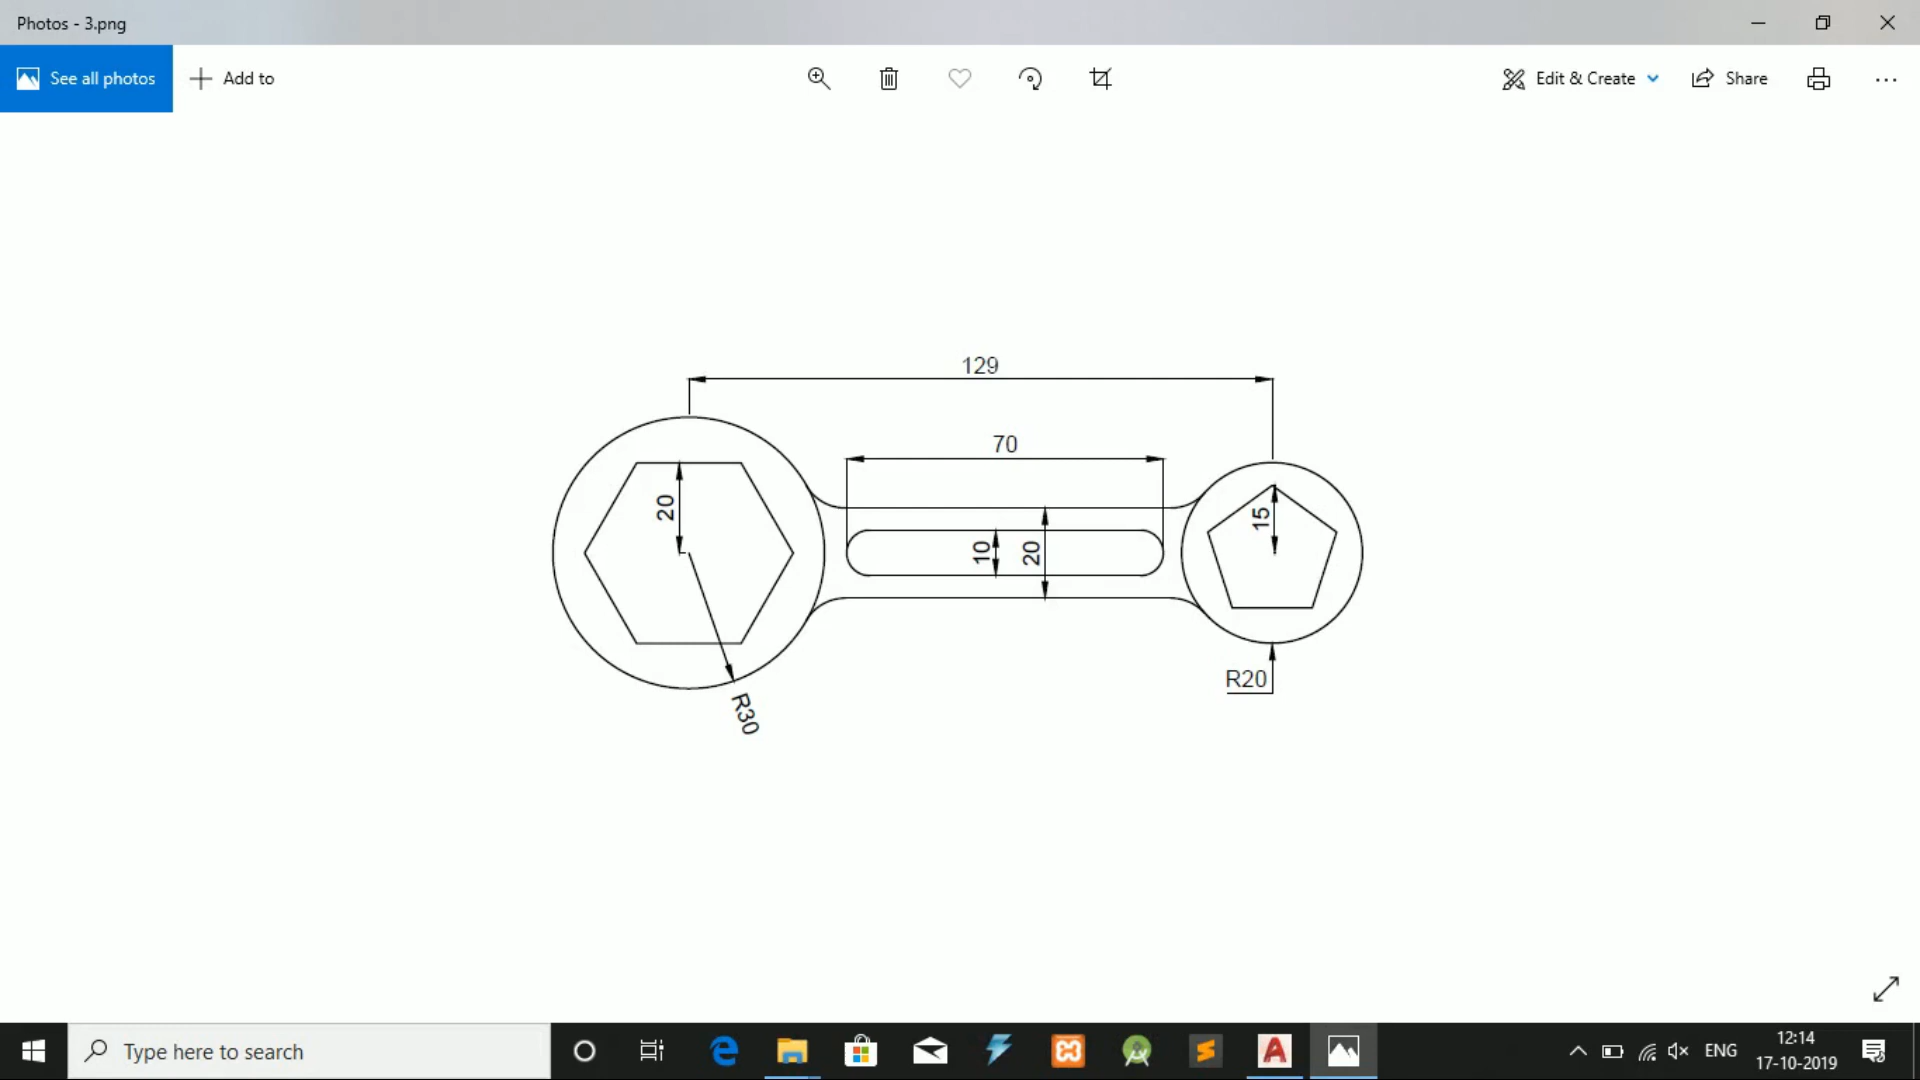 Photos - 3.png
See all photos
Add to
Edit & Create
Share
129
70
20
15
10
20
R20
R30
Type here to search
ENG
12:14
17-10-2019